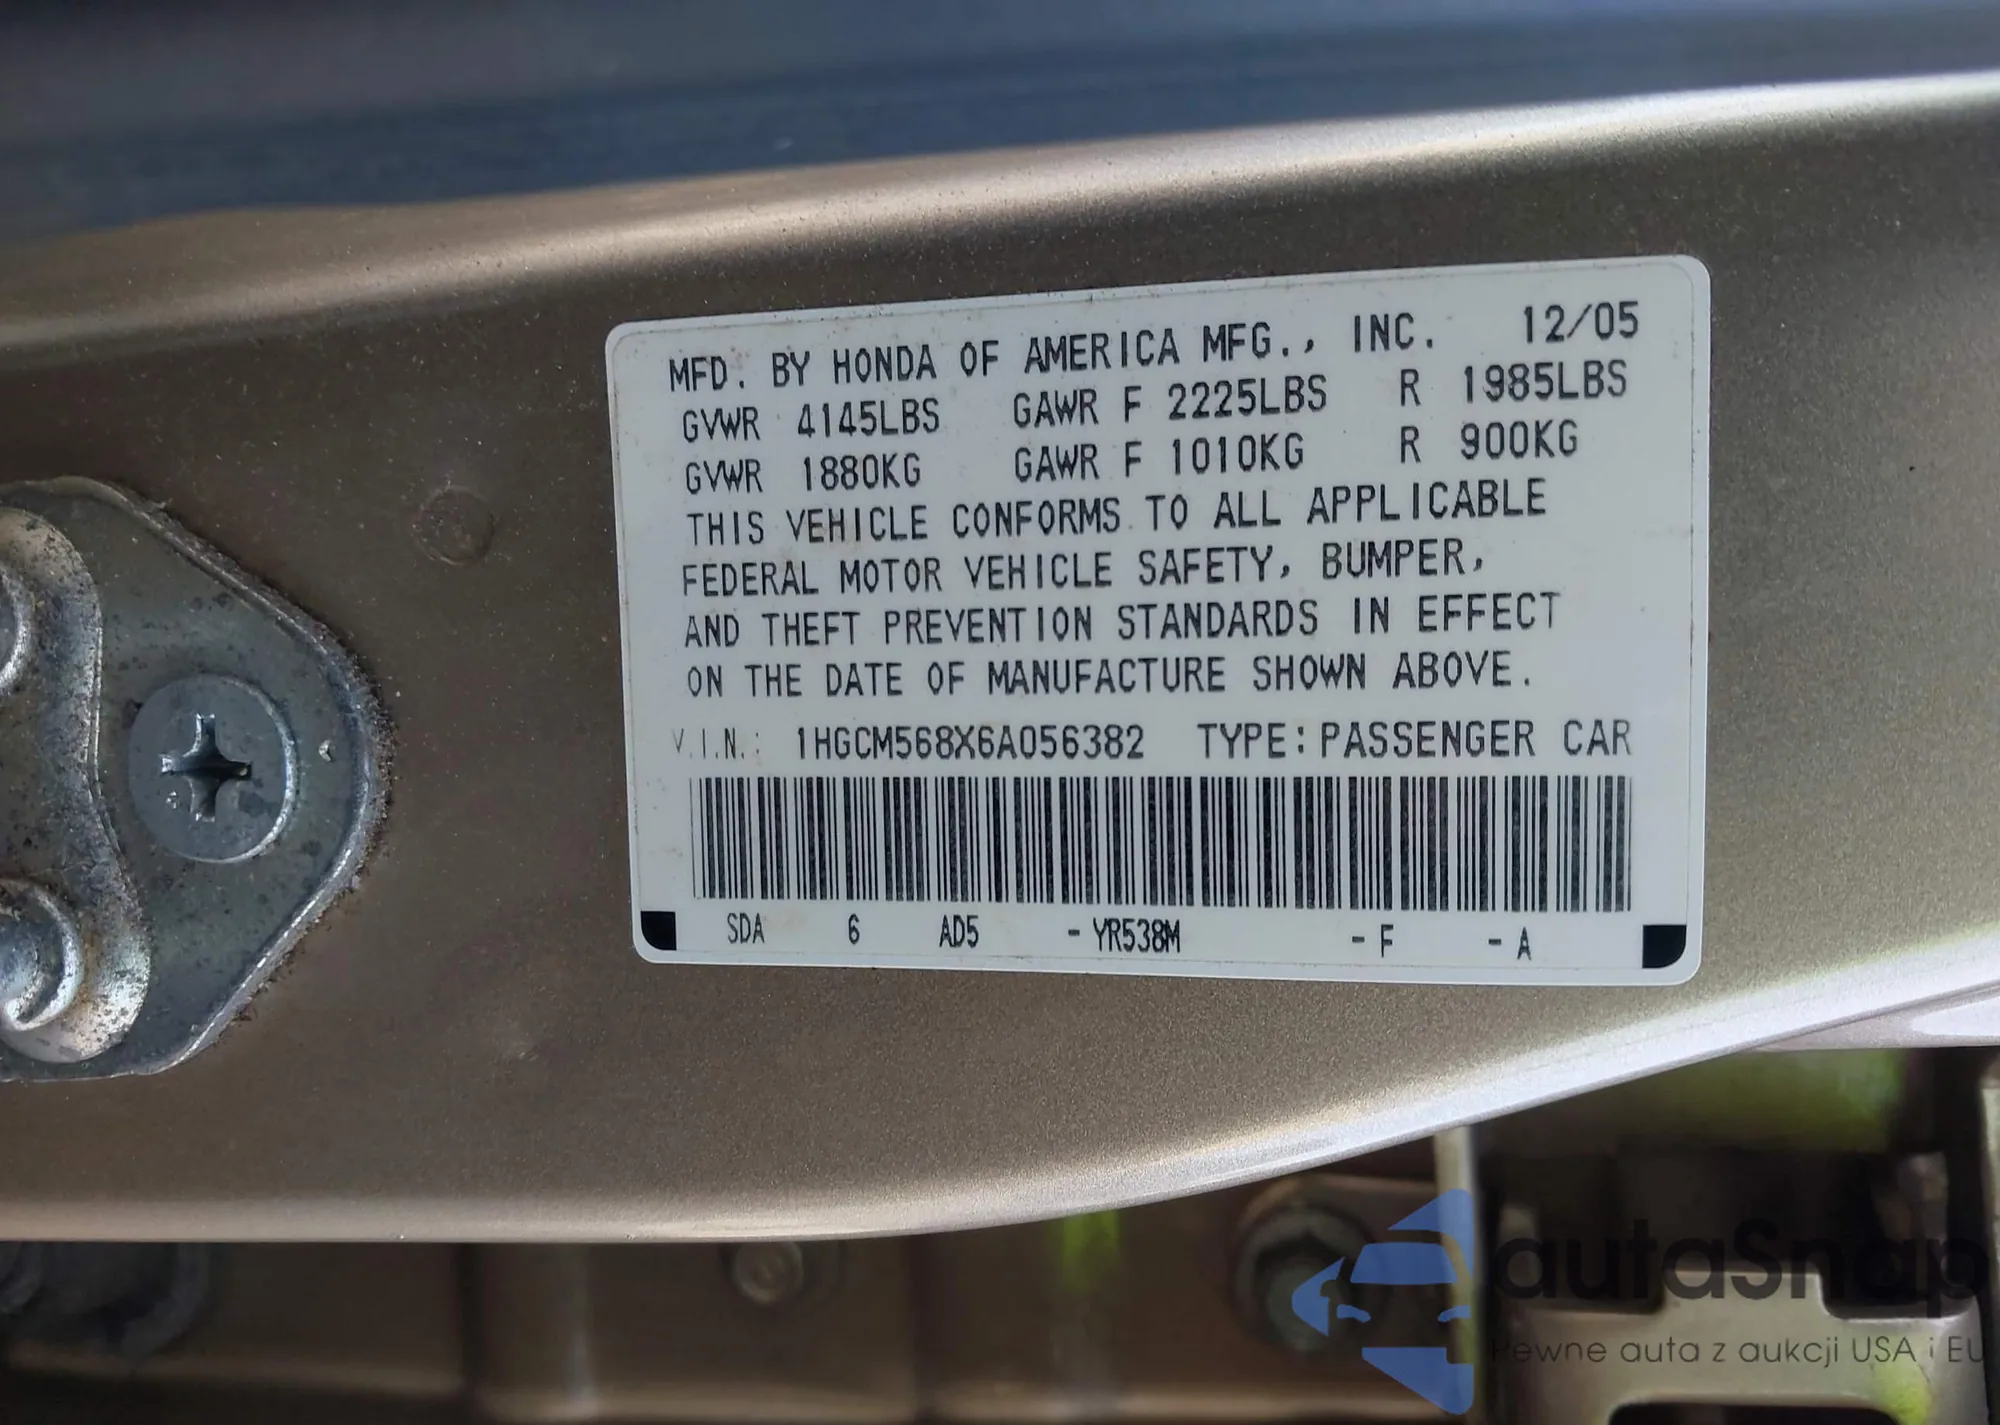 MFD. BY HONDA OF AMERICA MFG., INC. 12/05
GVWR 4145LBS GAWR F 2225LBS R 1985LBS
GVWR 1880KG GAWR F 1010KG R 900KG
THIS VEHICLE CONFORMS TO ALL APPLICABLE
FEDERAL MOTOR VEHICLE SAFETY, BUMPER,
AND THEFT PREVENTION STANDARDS IN EFFECT
ON THE DATE OF MANUFACTURE SHOWN ABOVE.
V.I.N.: 1HGCM568X6A056382 TYPE: PASSENGER CAR
SDA 6 AD5 - YR538M - F - A
autaSnap
Pewne auta z aukcji USA i EU